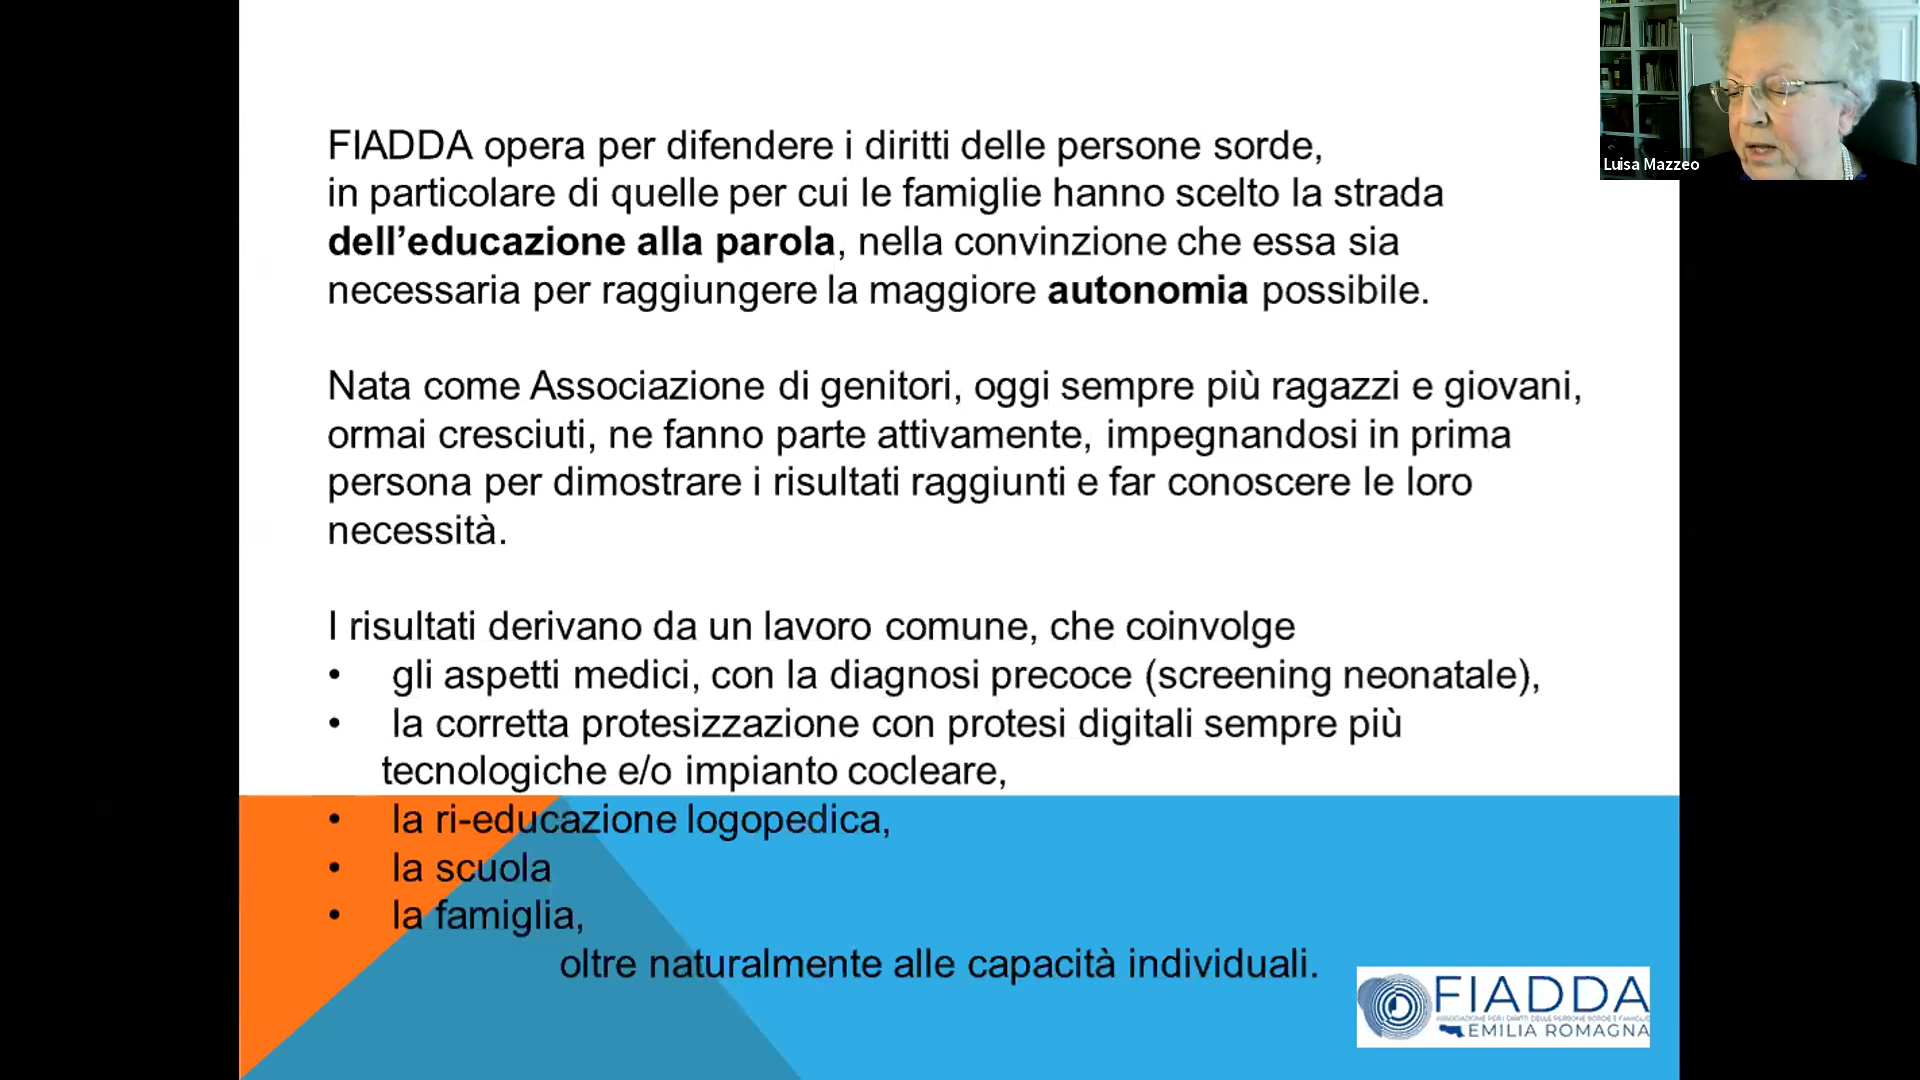 FIADDA opera per difendere i diritti delle persone sorde,
in particolare di quelle per cui le famiglie hanno scelto la strada
dell’educazione alla parola, nella convinzione che essa sia
necessaria per raggiungere la maggiore autonomia possibile.
Nata come Associazione di genitori, oggi sempre più ragazzi e giovani,
ormai cresciuti, ne fanno parte attivamente, impegnandosi in prima
persona per dimostrare i risultati raggiunti e far conoscere le loro
necessità.
I risultati derivano da un lavoro comune, che coinvolge
• gli aspetti medici, con la diagnosi precoce (screening neonatale),
• la corretta protesizzazione con protesi digitali sempre più
tecnologiche e/o impianto cocleare,
• la ri-educazione logopedica,
• la scuola
• la famiglia,
oltre naturalmente alle capacità individuali.
Luisa Mazzeo
FIADDA
ASSOCIAZIONE PER I DIRITTI DELLE PERSONE SORDE E FAMIGLIE
EMILIA ROMAGNA